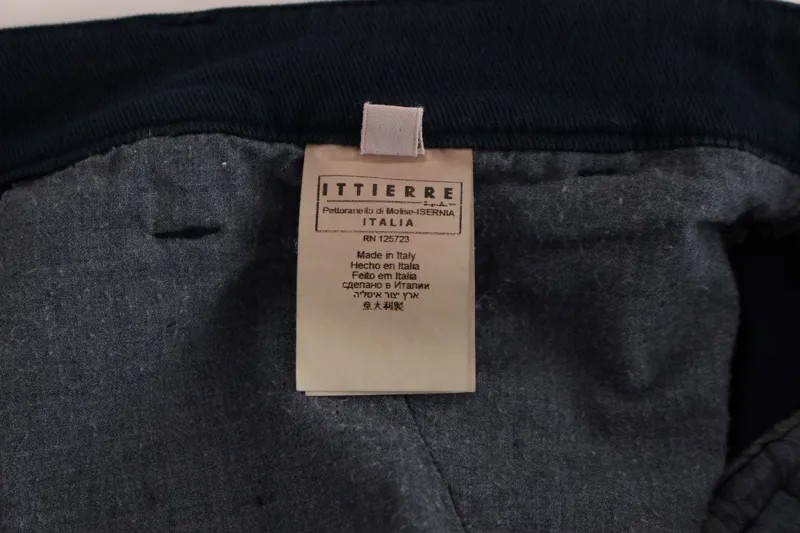 ITTIERRE
S.p.A.
Pettoranello di Molise-ISERNIA
ITALIA
RN 125723
Made in Italy
Hecho en Italia
Feito em Italia
сделано в Италии
ארץ יצור איטליה
意大利製